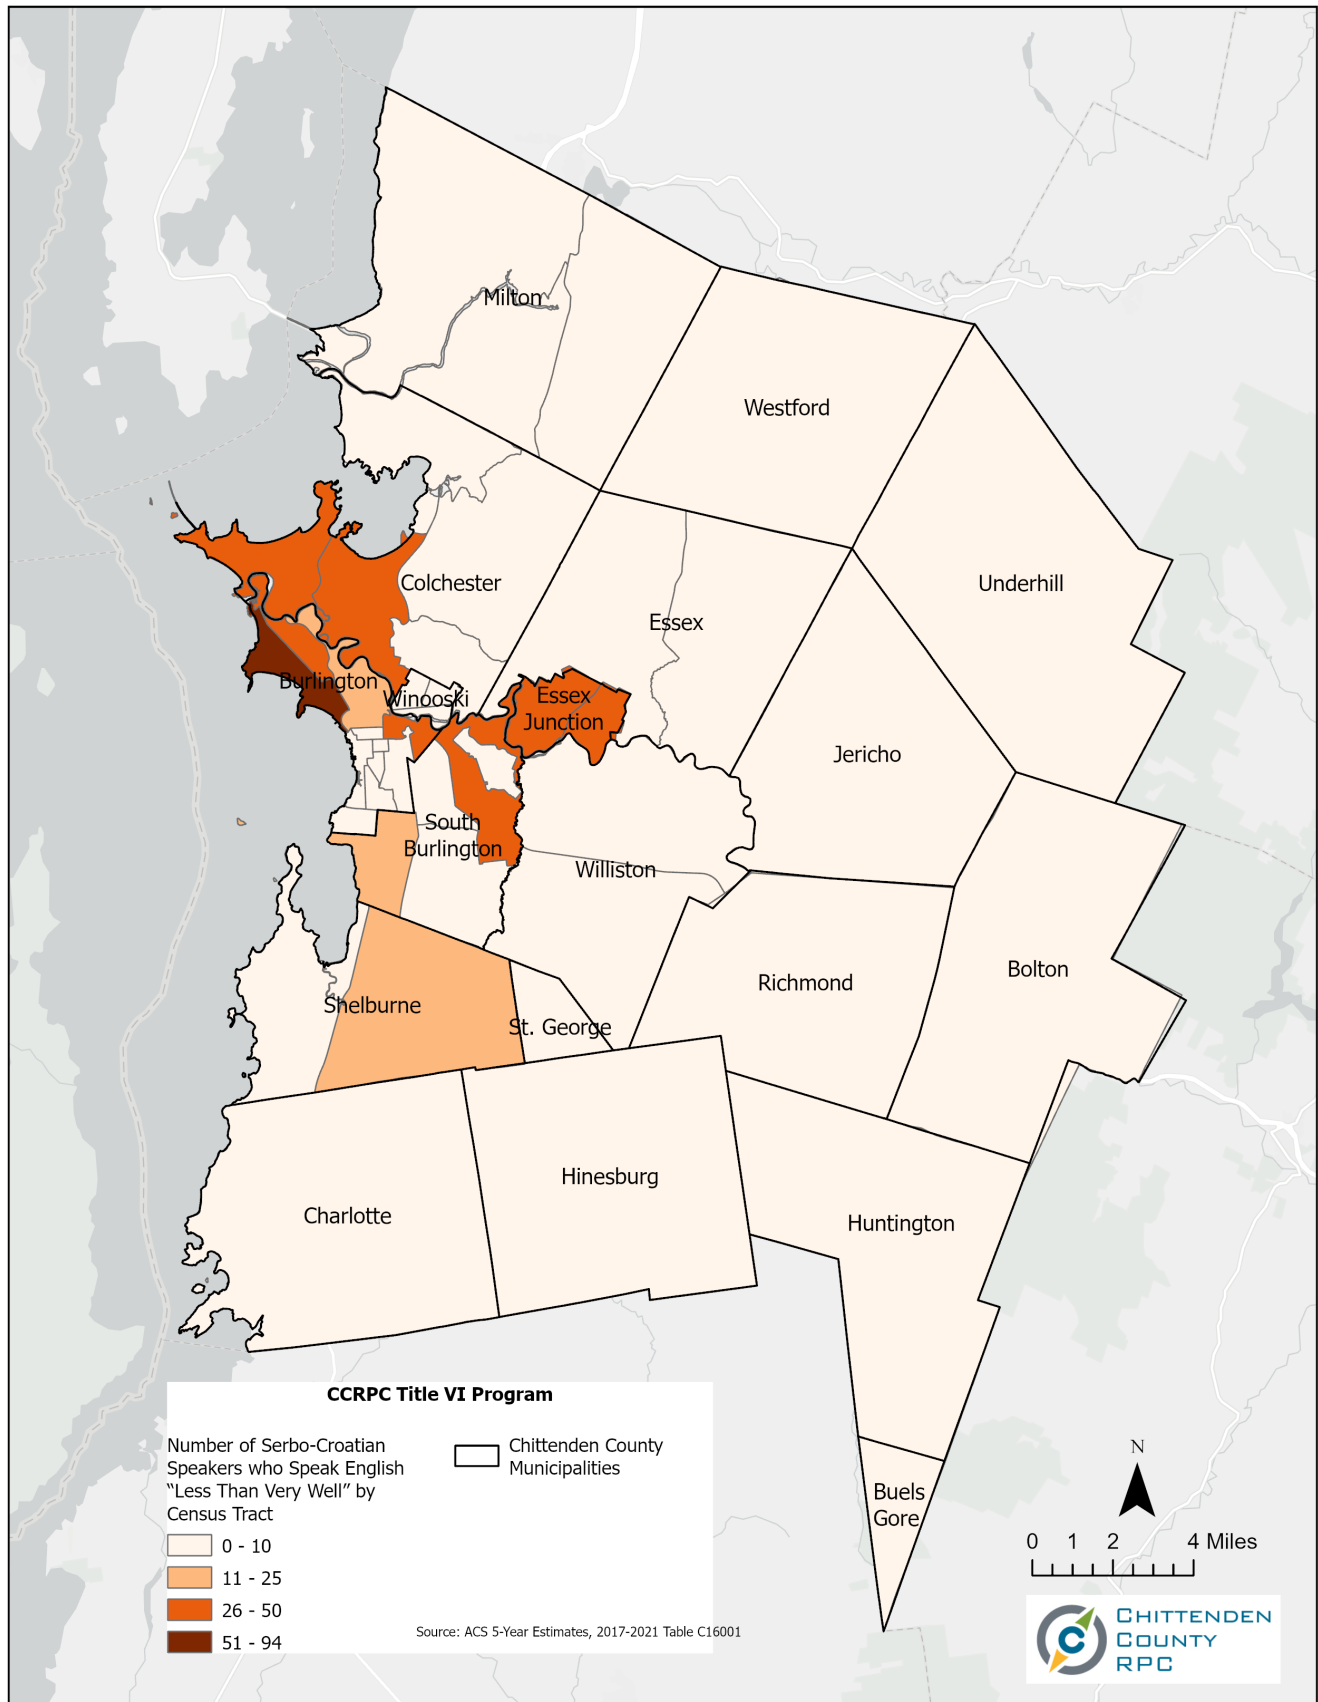 Milton
Westford
Underhill
Colchester
Essex
Burlington
Winooski
Essex
Junction
Jericho
South
Burlington
Williston
Richmond
Bolton
Shelburne
St. George
Hinesburg
Charlotte
Huntington
Buels
Gore
CCRPC Title VI Program
Number of Serbo-Croatian
Speakers who Speak English
“Less Than Very Well” by
Census Tract
0 - 10
11 - 25
26 - 50
51 - 94
Chittenden County
Municipalities
Source: ACS 5-Year Estimates, 2017-2021 Table C16001
N
0 1 2 4 Miles
C
CHITTENDEN
COUNTY
RPC